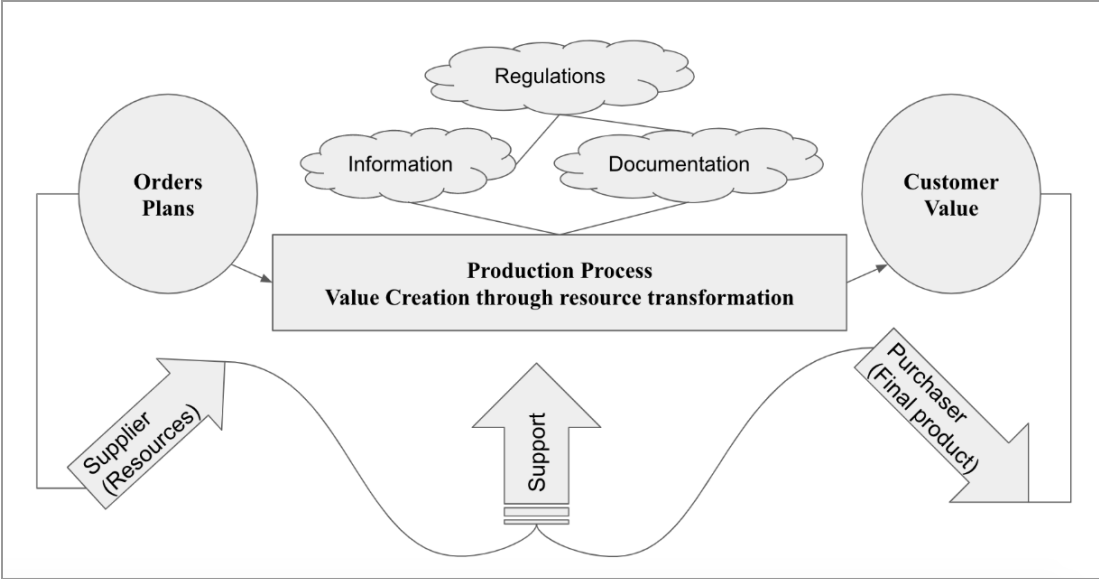 Regulations
Information
Documentation
Orders
Plans
Customer
Value
Production Process
Value Creation through resource transformation
Supplier
(Resources)
Support
Purchaser
(Final product)